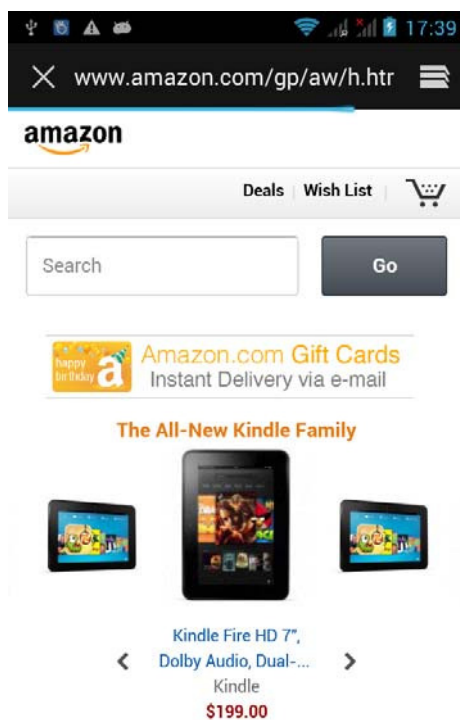 17:39
www.amazon.com/gp/aw/h.htr
amazon
Deals
Wish List
Search
Go
happy
birthday
a
Amazon.com Gift Cards
Instant Delivery via e-mail
The All-New Kindle Family
Kindle Fire HD 7",
Dolby Audio, Dual-...
Kindle
$199.00